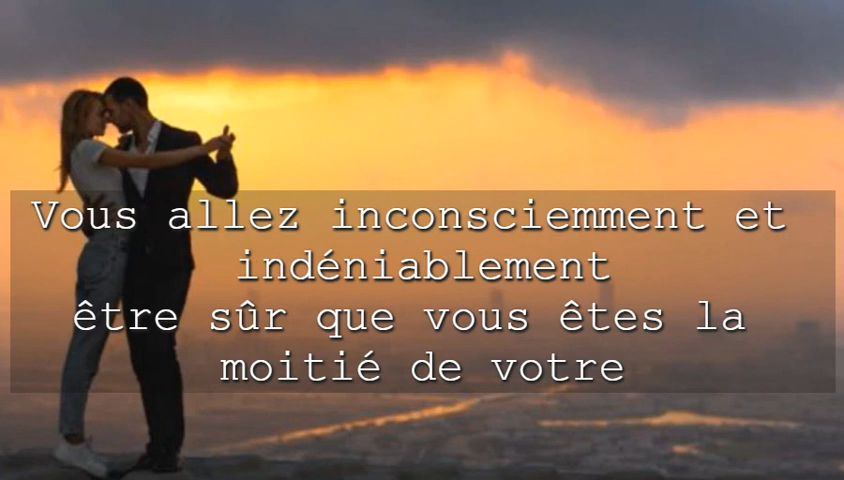 Vous allez inconsciemment et
indéniablement
être sûr que vous êtes la
moitié de votre